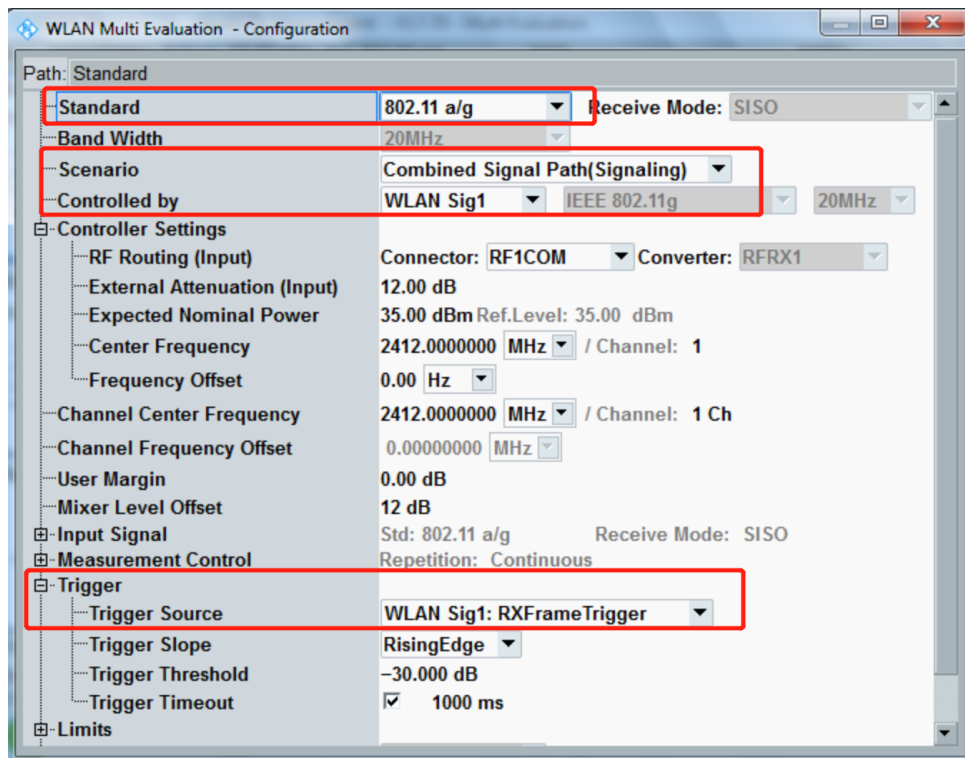 WLAN Multi Evaluation - Configuration
Path: Standard
Standard 802.11 a/g Receive Mode: SISO
Band Width 20MHz
Scenario Combined Signal Path(Signaling)
Controlled by WLAN Sig1 IEEE 802.11g 20MHz
Controller Settings
RF Routing (Input) Connector: RF1COM Converter: RFRX1
External Attenuation (Input) 12.00 dB
Expected Nominal Power 35.00 dBm Ref.Level: 35.00 dBm
Center Frequency 2412.0000000 MHz / Channel: 1
Frequency Offset 0.00 Hz
Channel Center Frequency 2412.0000000 MHz / Channel: 1 Ch
Channel Frequency Offset 0.00000000 MHz
User Margin 0.00 dB
Mixer Level Offset 12 dB
Input Signal Std: 802.11 a/g Receive Mode: SISO
Measurement Control Repetition: Continuous
Trigger
Trigger Source WLAN Sig1: RXFrameTrigger
Trigger Slope RisingEdge
Trigger Threshold −30.000 dB
Trigger Timeout 1000 ms
Limits